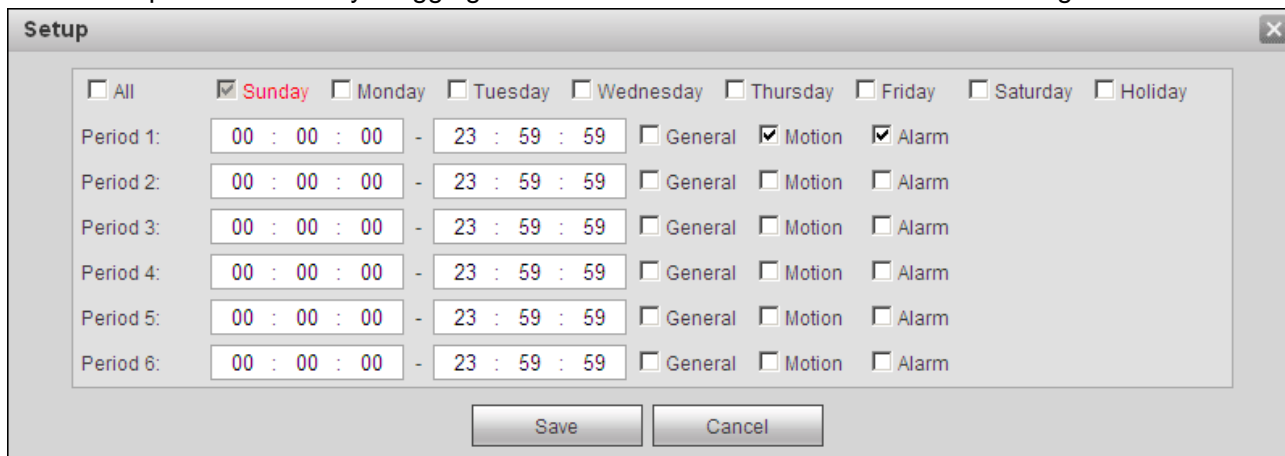 Setup
All Sunday Monday Tuesday Wednesday Thursday Friday Saturday Holiday
Period 1: 00 : 00 : 00 - 23 : 59 : 59 General Motion Alarm
Period 2: 00 : 00 : 00 - 23 : 59 : 59 General Motion Alarm
Period 3: 00 : 00 : 00 - 23 : 59 : 59 General Motion Alarm
Period 4: 00 : 00 : 00 - 23 : 59 : 59 General Motion Alarm
Period 5: 00 : 00 : 00 - 23 : 59 : 59 General Motion Alarm
Period 6: 00 : 00 : 00 - 23 : 59 : 59 General Motion Alarm
Save Cancel